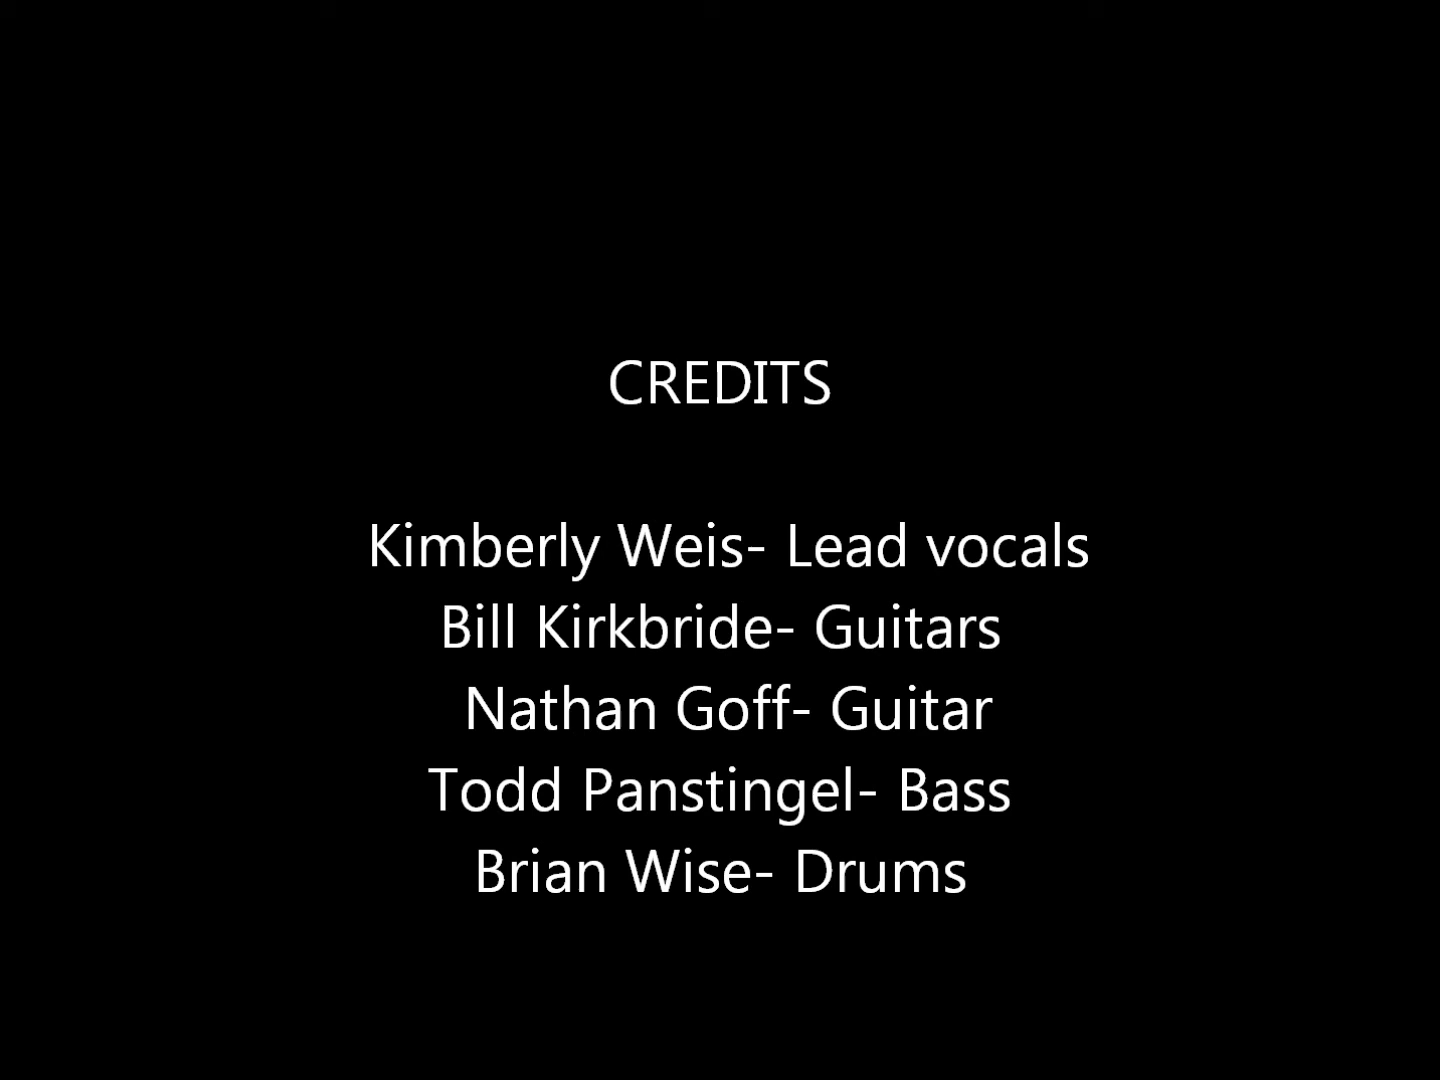 CREDITS
Kimberly Weis- Lead vocals
Bill Kirkbride- Guitars
Nathan Goff- Guitar
Todd Panstingel- Bass
Brian Wise- Drums